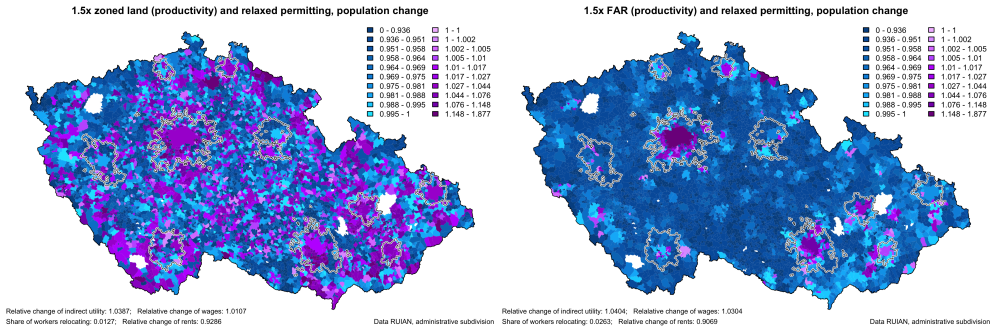 1.5x zoned land (productivity) and relaxed permitting, population change
0 - 0.936 1 - 1
0.936 - 0.951 1 - 1.002
0.951 - 0.958 1.002 - 1.005
0.958 - 0.964 1.005 - 1.01
0.964 - 0.969 1.01 - 1.017
0.969 - 0.975 1.017 - 1.027
0.975 - 0.981 1.027 - 1.044
0.981 - 0.988 1.044 - 1.076
0.988 - 0.995 1.076 - 1.148
0.995 - 1 1.148 - 1.877
Relative change of indirect utility: 1.0387; Relalative change of wages: 1.0107
Share of workers relocating: 0.0127; Relative change of rents: 0.9286
Data RUIAN, administrative subdivision
1.5x FAR (productivity) and relaxed permitting, population change
0 - 0.936 1 - 1
0.936 - 0.951 1 - 1.002
0.951 - 0.958 1.002 - 1.005
0.958 - 0.964 1.005 - 1.01
0.964 - 0.969 1.01 - 1.017
0.969 - 0.975 1.017 - 1.027
0.975 - 0.981 1.027 - 1.044
0.981 - 0.988 1.044 - 1.076
0.988 - 0.995 1.076 - 1.148
0.995 - 1 1.148 - 1.877
Relative change of indirect utility: 1.0404; Relalative change of wages: 1.0304
Share of workers relocating: 0.0263; Relative change of rents: 0.9069
Data RUIAN, administrative subdivision